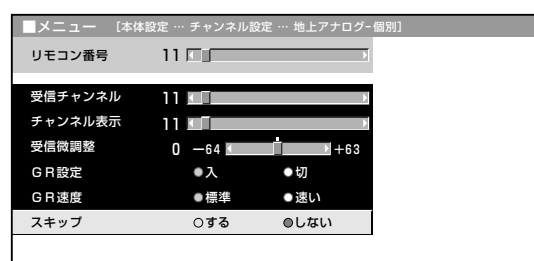 ■メニュー [本体設定 … チャンネル設定 … 地上アナログ-個別]
リモコン番号 11
受信チャンネル 11
チャンネル表示 11
受信微調整 0 −64 +63
GR設定 ●入 ●切
GR速度 ●標準 ●速い
スキップ ○する ●しない